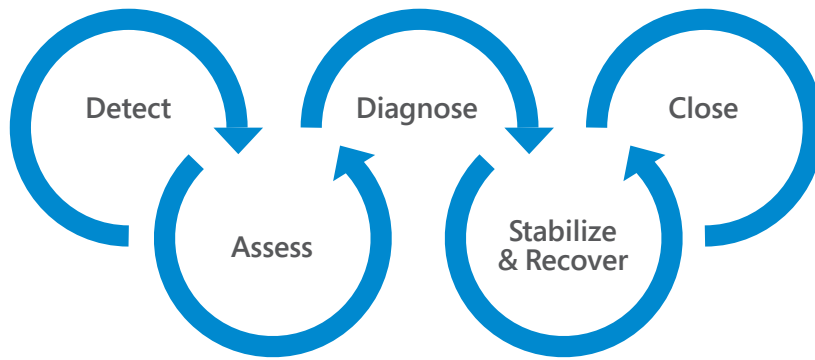 Detect
Assess
Diagnose
Stabilize
& Recover
Close